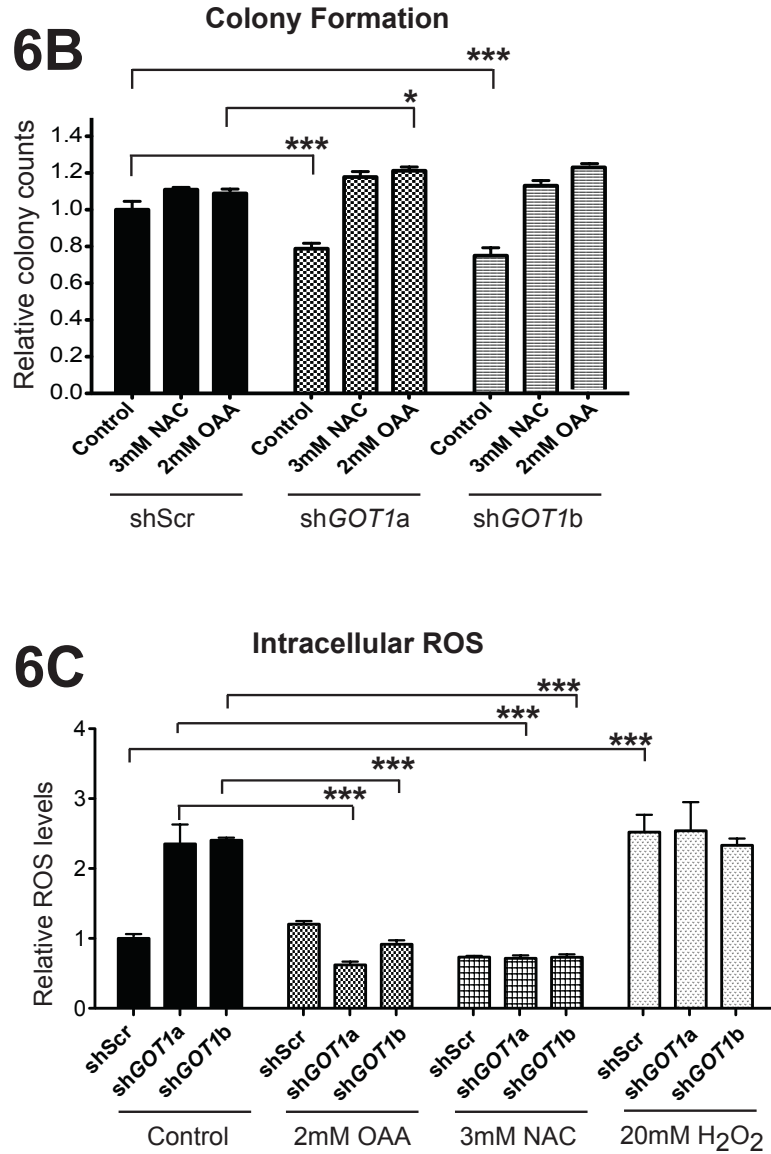 6B
Colony Formation
***
*
***
Relative colony counts
1.4
1.2
1.0
0.8
0.6
0.4
0.2
0.0
Control 3mM NAC 2mM OAA Control 3mM NAC 2mM OAA Control 3mM NAC 2mM OAA
shScr shGOT1a shGOT1b
6C
Intracellular ROS
***
***
***
***
***
Relative ROS levels
4
3
2
1
0
shScr shGOT1a shGOT1b shScr shGOT1a shGOT1b shScr shGOT1a shGOT1b shScr shGOT1a shGOT1b
Control 2mM OAA 3mM NAC 20mM H₂O₂